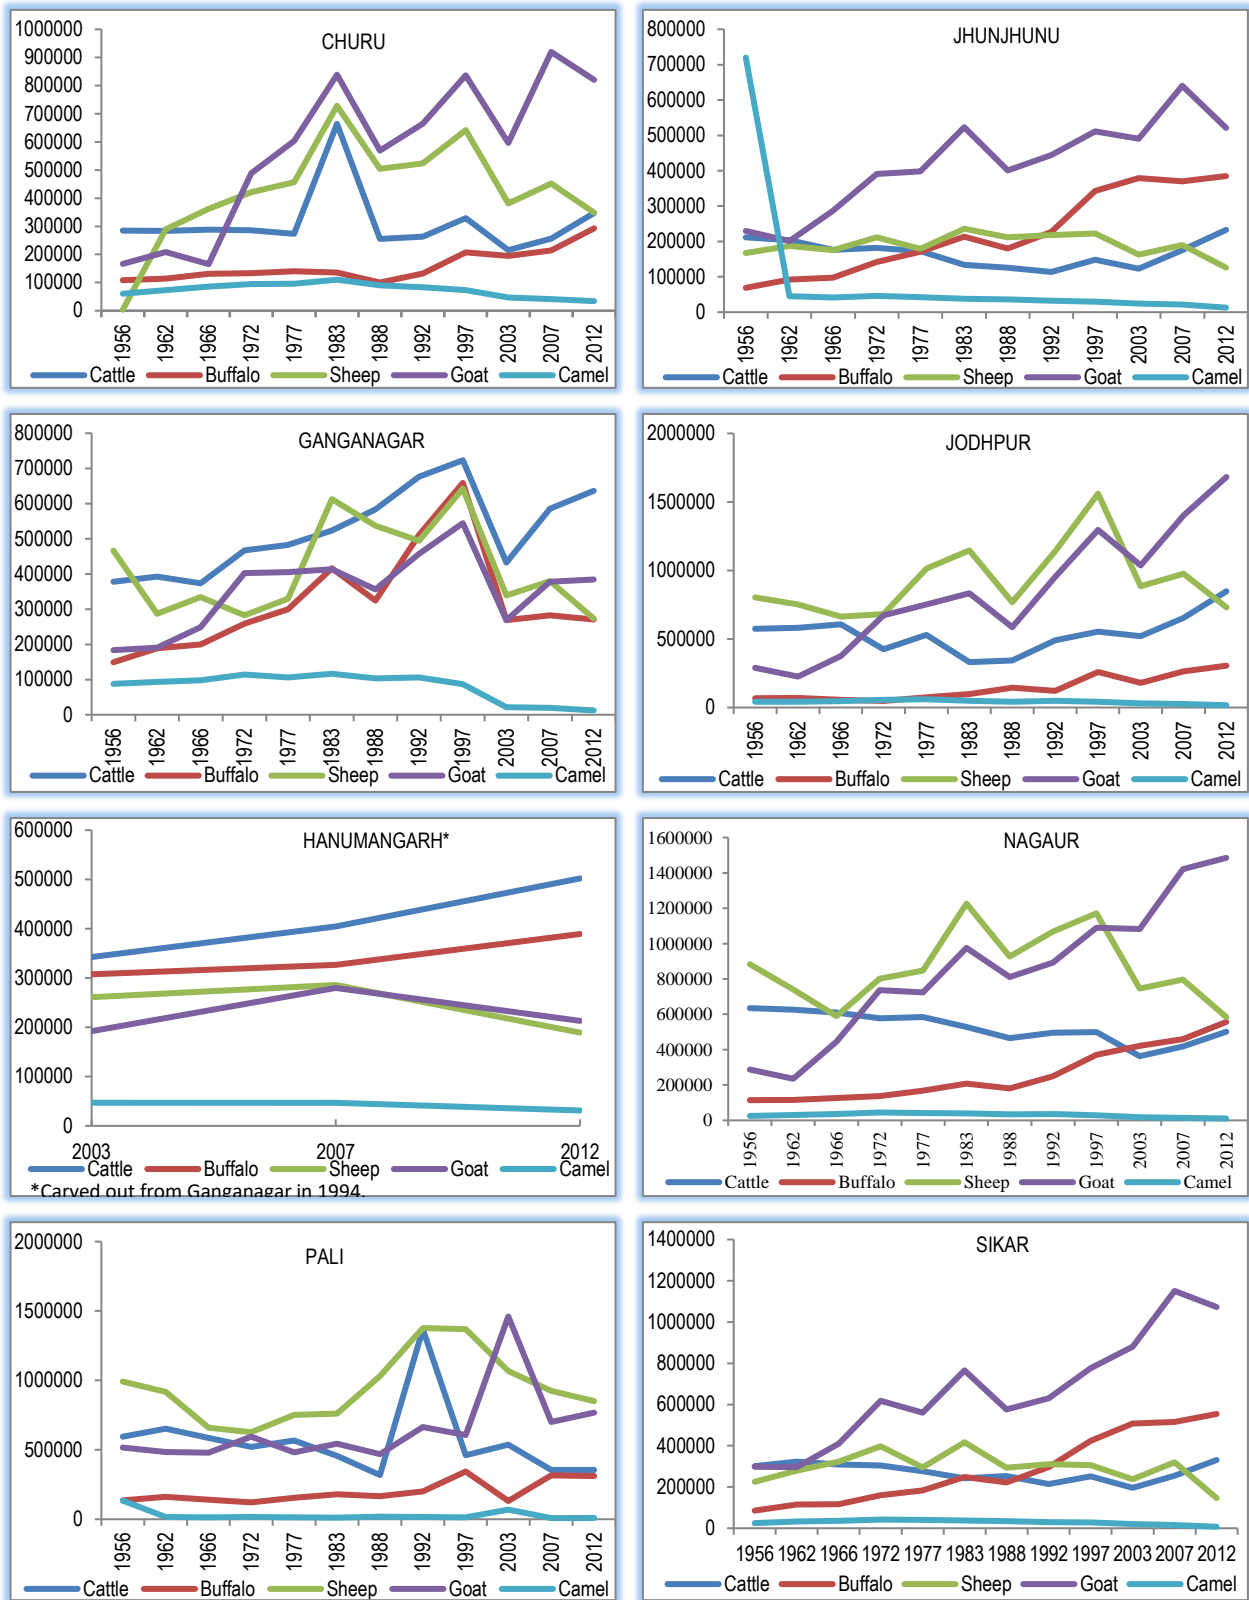 CHURU
1000000
900000
800000
700000
600000
500000
400000
300000
200000
100000
0
1956 1962 1966 1972 1977 1983 1988 1992 1997 2003 2007 2012
Cattle Buffalo Sheep Goat Camel
JHUNJHUNU
800000
700000
600000
500000
400000
300000
200000
100000
0
1956 1962 1966 1972 1977 1983 1988 1992 1997 2003 2007 2012
Cattle Buffalo Sheep Goat Camel
GANGANAGAR
800000
700000
600000
500000
400000
300000
200000
100000
0
1956 1962 1966 1972 1977 1983 1988 1992 1997 2003 2007 2012
Cattle Buffalo Sheep Goat Camel
JODHPUR
2000000
1500000
1000000
500000
0
1956 1962 1966 1972 1977 1983 1988 1992 1997 2003 2007 2012
Cattle Buffalo Sheep Goat Camel
HANUMANGARH*
600000
500000
400000
300000
200000
100000
0
2003 2007 2012
Cattle Buffalo Sheep Goat Camel
*Carved out from Ganganagar in 1994.
NAGAUR
1600000
1400000
1200000
1000000
800000
600000
400000
200000
0
1956 1962 1966 1972 1977 1983 1988 1992 1997 2003 2007 2012
Cattle Buffalo Sheep Goat Camel
PALI
2000000
1500000
1000000
500000
0
1956 1962 1966 1972 1977 1983 1988 1992 1997 2003 2007 2012
Cattle Buffalo Sheep Goat Camel
SIKAR
1400000
1200000
1000000
800000
600000
400000
200000
0
1956 1962 1966 1972 1977 1983 1988 1992 1997 2003 2007 2012
Cattle Buffalo Sheep Goat Camel